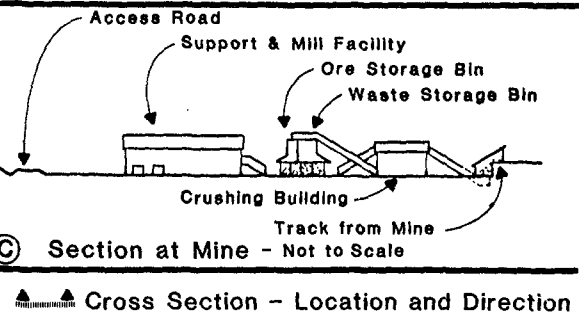 Access Road
Support & Mill Facility
Ore Storage Bin
Waste Storage Bin
Crushing Building
Track from Mine
C Section at Mine - Not to Scale
Cross Section - Location and Direction